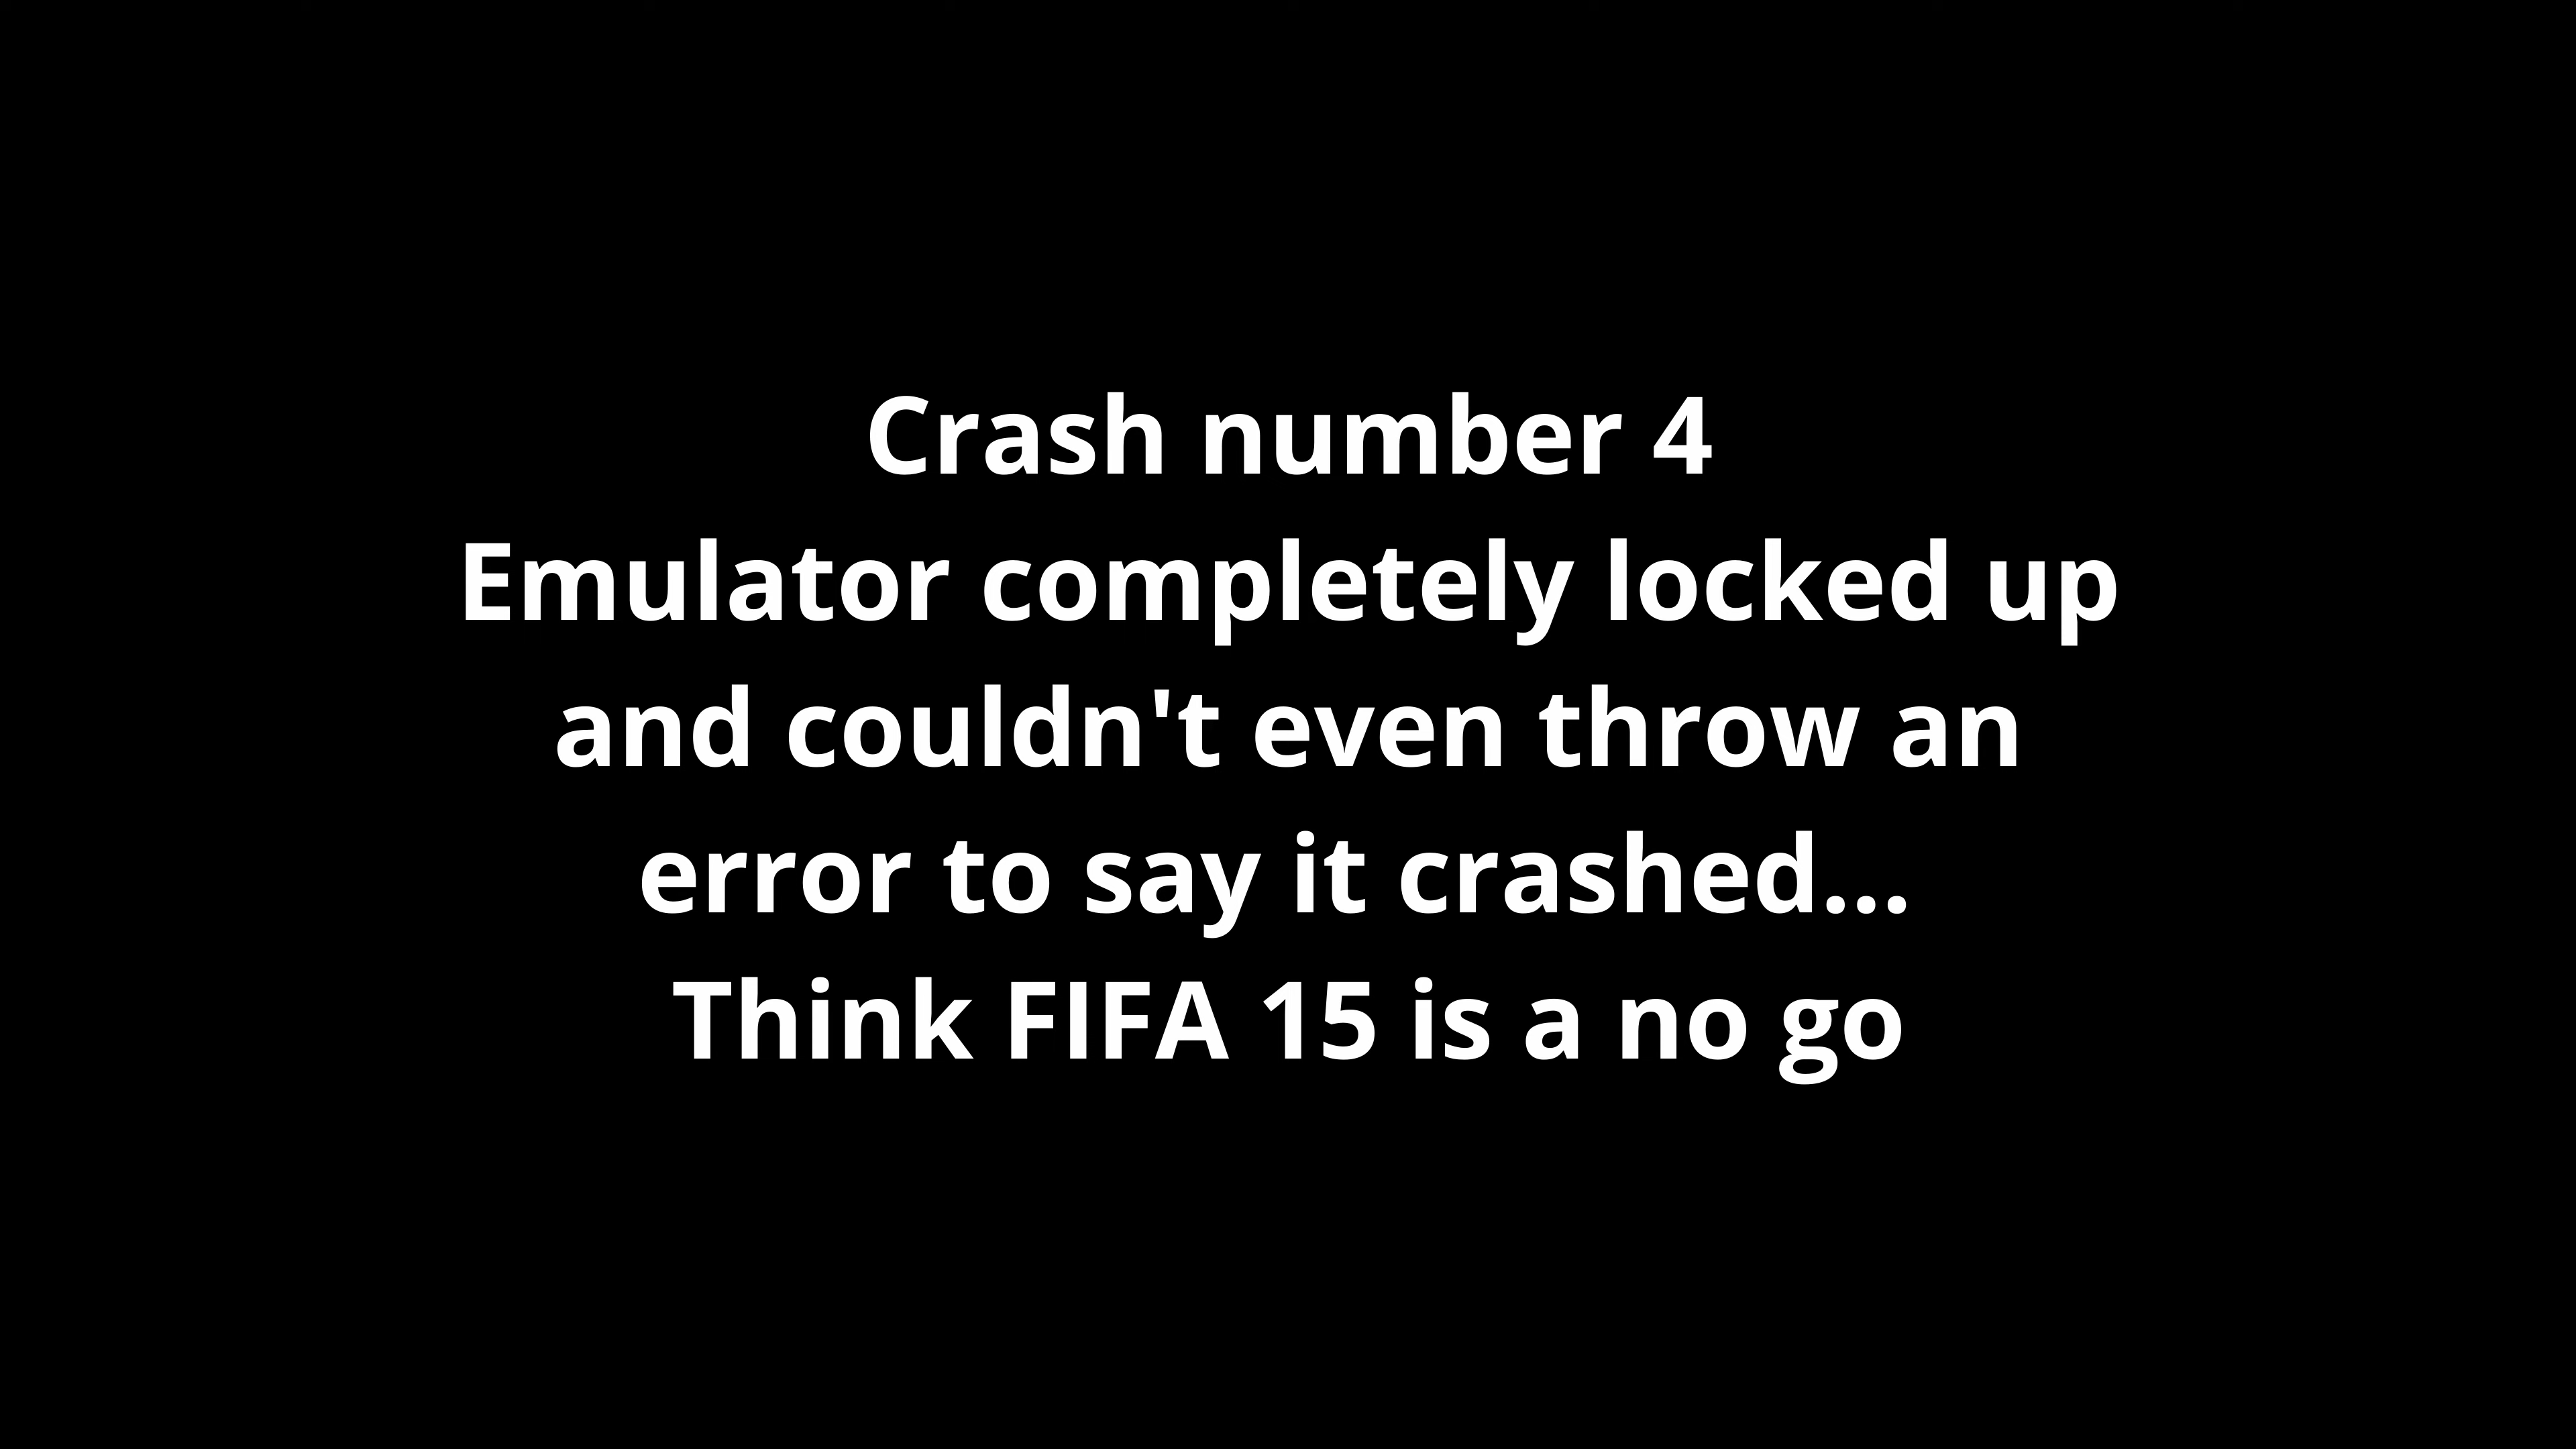 Crash number 4
Emulator completely locked up
and couldn't even throw an
error to say it crashed...
Think FIFA 15 is a no go